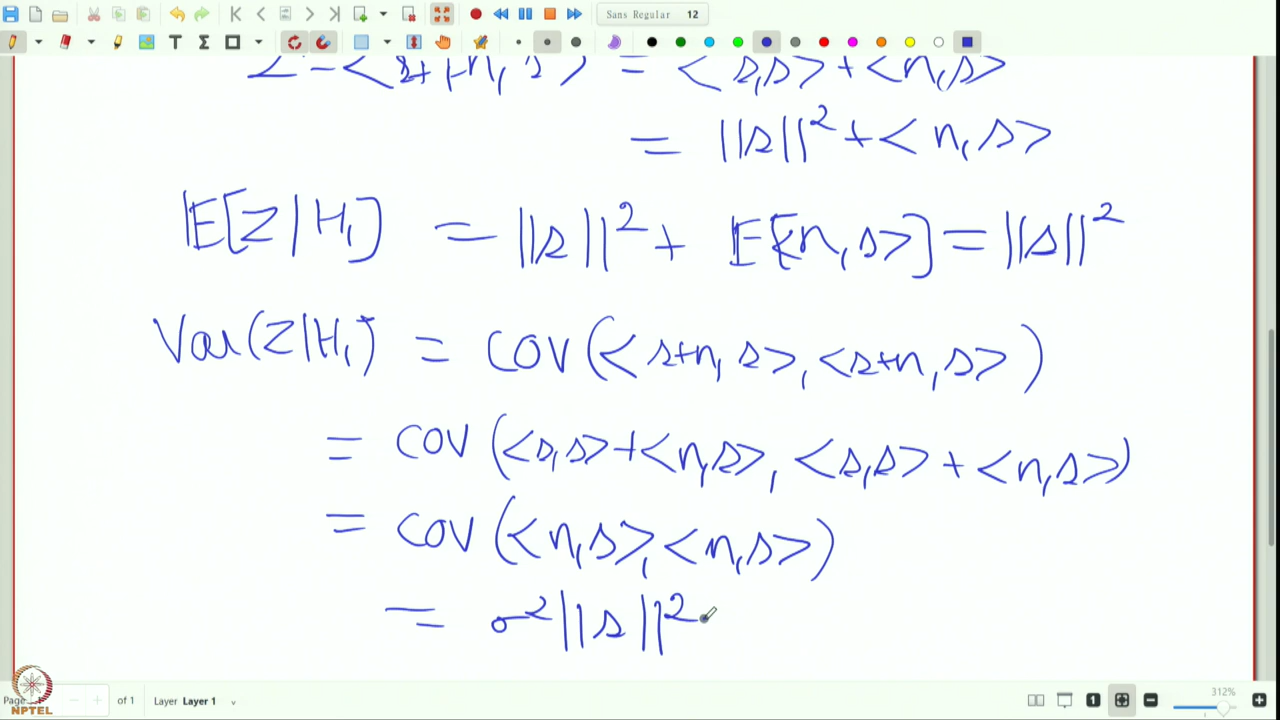 Sans Regular 12
Z = <s+n, s> = <s,s> + <n,s>
= ||s||² + <n,s>
E[Z|H₁] = ||s||² + E[<n,s>] = ||s||²
Var(Z|H₁) = COV(<s+n, s>, <s+n, s>)
= COV(<s,s>+<n,s>, <s,s> + <n,s>)
= COV(<n,s>, <n,s>)
= σ²||s||²
NPTEL
Page
of 1 Layer Layer 1
312%